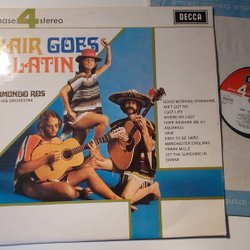 phase 4 stereo
DECCA
HAIR GOES
LATIN
EDMUNDO ROS
HIS ORCHESTRA
GOOD MORNING STARSHINE
AIN'T GOT NO
I GOT LIFE
WHERE DO I GO?
HARE KRISHNA (Be In)
AQUARIUS
HAIR
EASY TO BE HARD
MANCHESTER ENGLAND
FRANK MILLS
LET THE SUNSHINE IN
DONNA